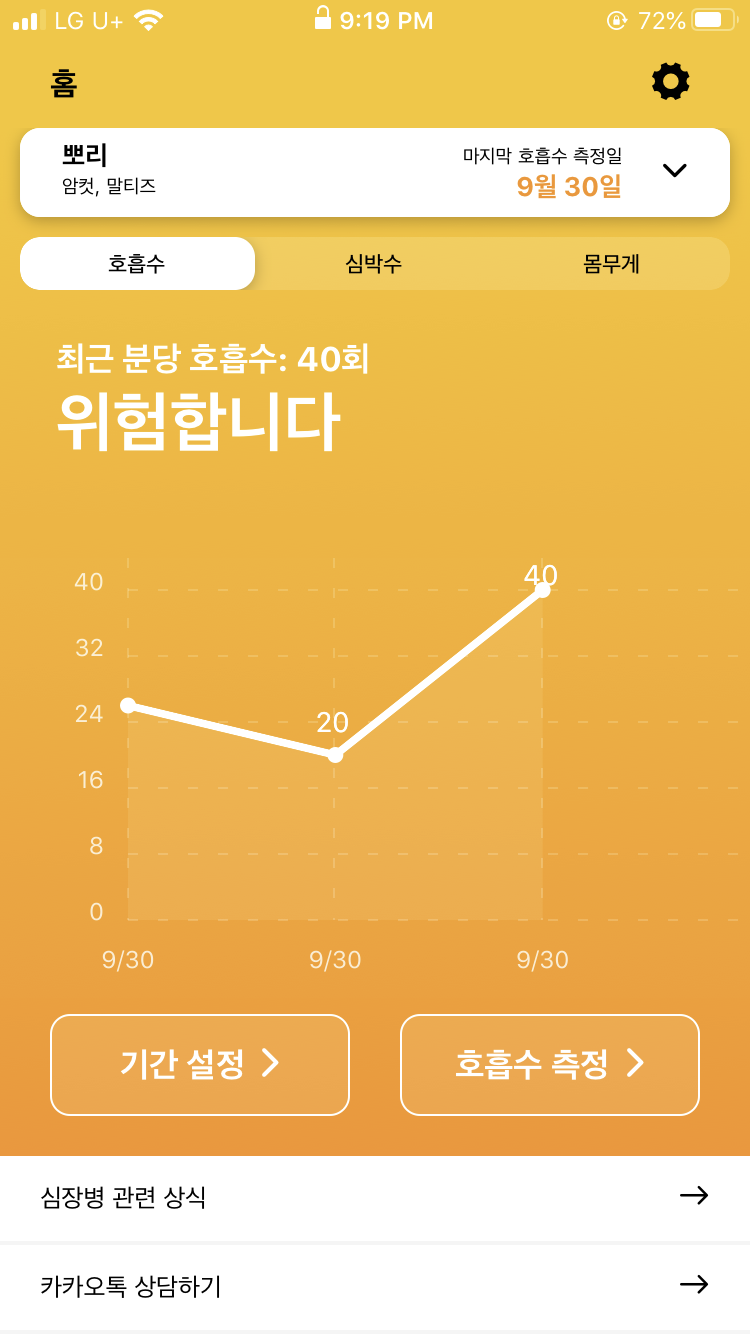 LG U+ 9:19 PM 72%
홈
뽀리
암컷, 말티즈
마지막 호흡수 측정일
9월 30일
호흡수 심박수 몸무게
최근 분당 호흡수: 40회
위험합니다
40
32
24
16
8
0
20
40
9/30 9/30 9/30
기간 설정 호흡수 측정
심장병 관련 상식
카카오톡 상담하기